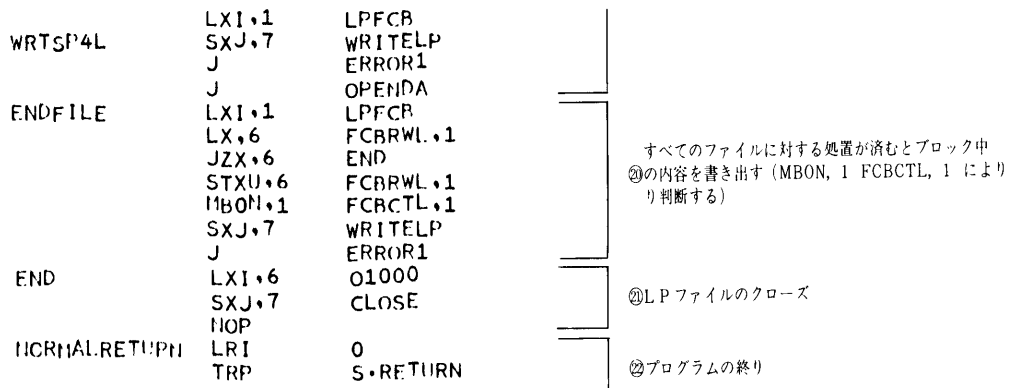 LXI,1 LPFCB
WRTSP4L SXJ,7 WRITELP
J ERROR1
J OPENDA
ENDFILE LXI,1 LPFCB
LX,6 FCBRWL,1
JZX,6 END
STXU,6 FCBRWL,1
MBON,1 FCBCTL,1
SXJ,7 WRITELP
J ERROR1
すべてのファイルに対する処置が済むとブロック中
⑳の内容を書き出す（MBON, 1 FCBCTL, 1 により
り判断する）
END LXI,6 O1000
SXJ,7 CLOSE
NOP
㉑LPファイルのクローズ
NORMALRETURN LRI 0
TRP S.RETURN
㉒プログラムの終り